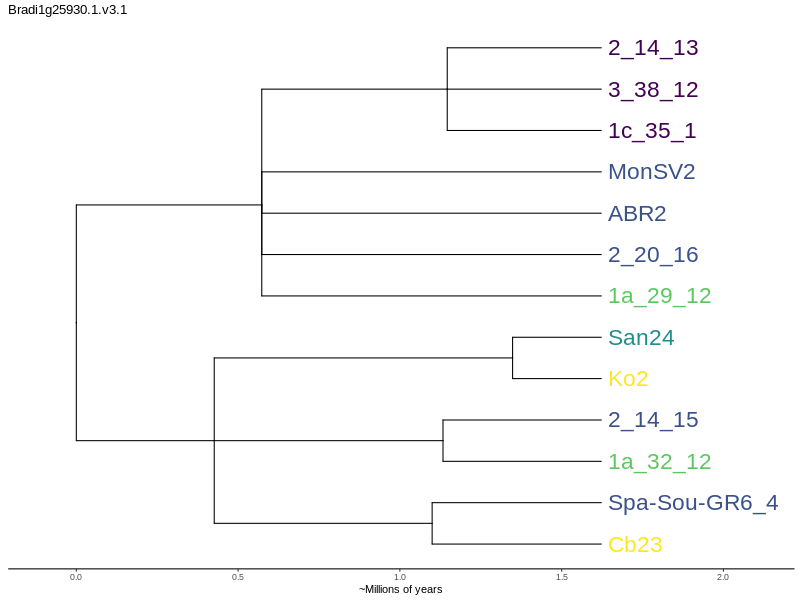 Bradi1g25930.1.v3.1
2_14_13
3_38_12
1c_35_1
MonSV2
ABR2
2_20_16
1a_29_12
San24
Ko2
2_14_15
1a_32_12
Spa-Sou-GR6_4
Cb23
0.0 0.5 1.0 1.5 2.0
~Millions of years